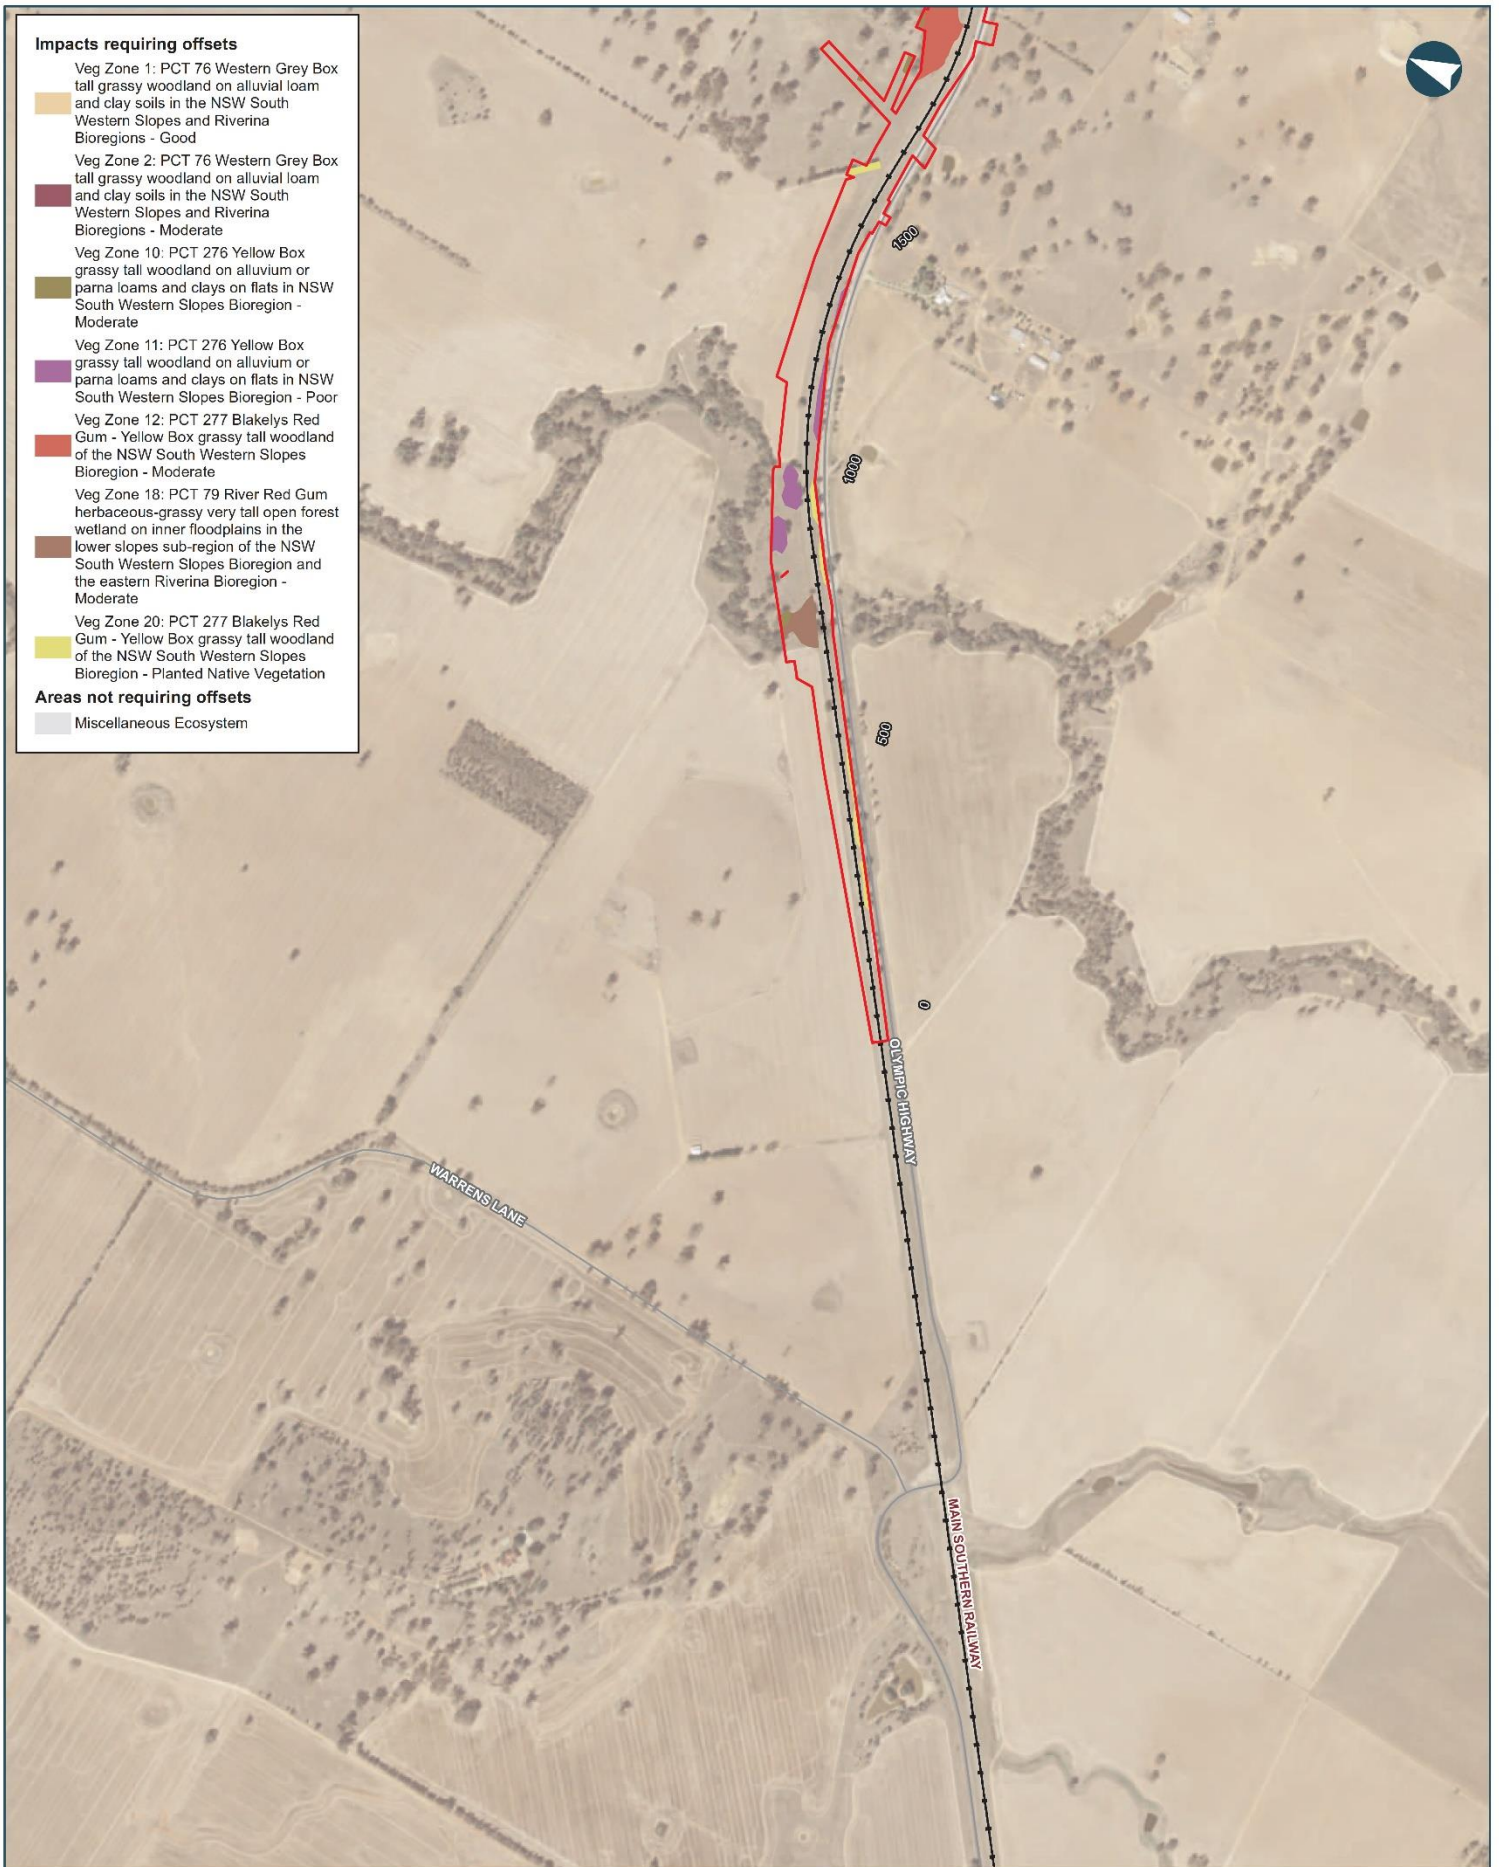 Impacts requiring offsets
Veg Zone 1: PCT 76 Western Grey Box
tall grassy woodland on alluvial loam
and clay soils in the NSW South
Western Slopes and Riverina
Bioregions - Good
Veg Zone 2: PCT 76 Western Grey Box
tall grassy woodland on alluvial loam
and clay soils in the NSW South
Western Slopes and Riverina
Bioregions - Moderate
Veg Zone 10: PCT 276 Yellow Box
grassy tall woodland on alluvium or
parna loams and clays on flats in NSW
South Western Slopes Bioregion -
Moderate
Veg Zone 11: PCT 276 Yellow Box
grassy tall woodland on alluvium or
parna loams and clays on flats in NSW
South Western Slopes Bioregion - Poor
Veg Zone 12: PCT 277 Blakelys Red
Gum - Yellow Box grassy tall woodland
of the NSW South Western Slopes
Bioregion - Moderate
Veg Zone 18: PCT 79 River Red Gum
herbaceous-grassy very tall open forest
wetland on inner floodplains in the
lower slopes sub-region of the NSW
South Western Slopes Bioregion and
the eastern Riverina Bioregion -
Moderate
Veg Zone 20: PCT 277 Blakelys Red
Gum - Yellow Box grassy tall woodland
of the NSW South Western Slopes
Bioregion - Planted Native Vegetation
Areas not requiring offsets
Miscellaneous Ecosystem
1500
1000
500
0
OLYMPIC HIGHWAY
WARRENS LANE
MAIN SOUTHERN RAILWAY